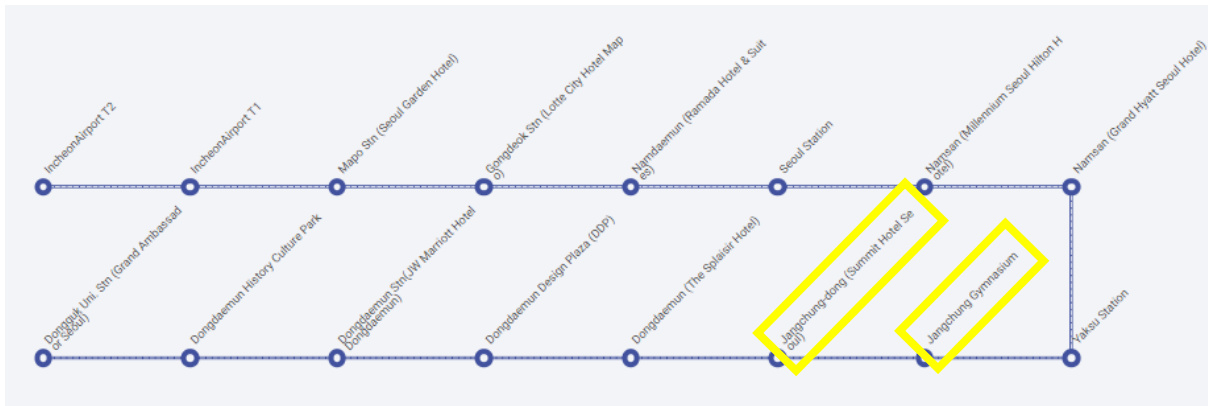 IncheonAirport T2
IncheonAirport T1
Mapo Stn (Seoul Garden Hotel)
Gongdeok Stn (Lotte City Hotel Map
o)
Namdaemun (Ramada Hotel & Suit
es)
Seoul Station
Namsan (Millennium Seoul Hilton H
otel)
Namsan (Grand Hyatt Seoul Hotel)
Dongguk Uni. Stn (Grand Ambassad
or Seoul)
Dongdaemun History Culture Park
Dongdaemun Stn(JW Marriott Hotel
Dongdaemun)
Dongdaemun Design Plaza (DDP)
Dongdaemun (The Splaisir Hotel)
Jangchung-dong (Summit Hotel Se
oul)
Jangchung Gymnasium
Yaksu Station